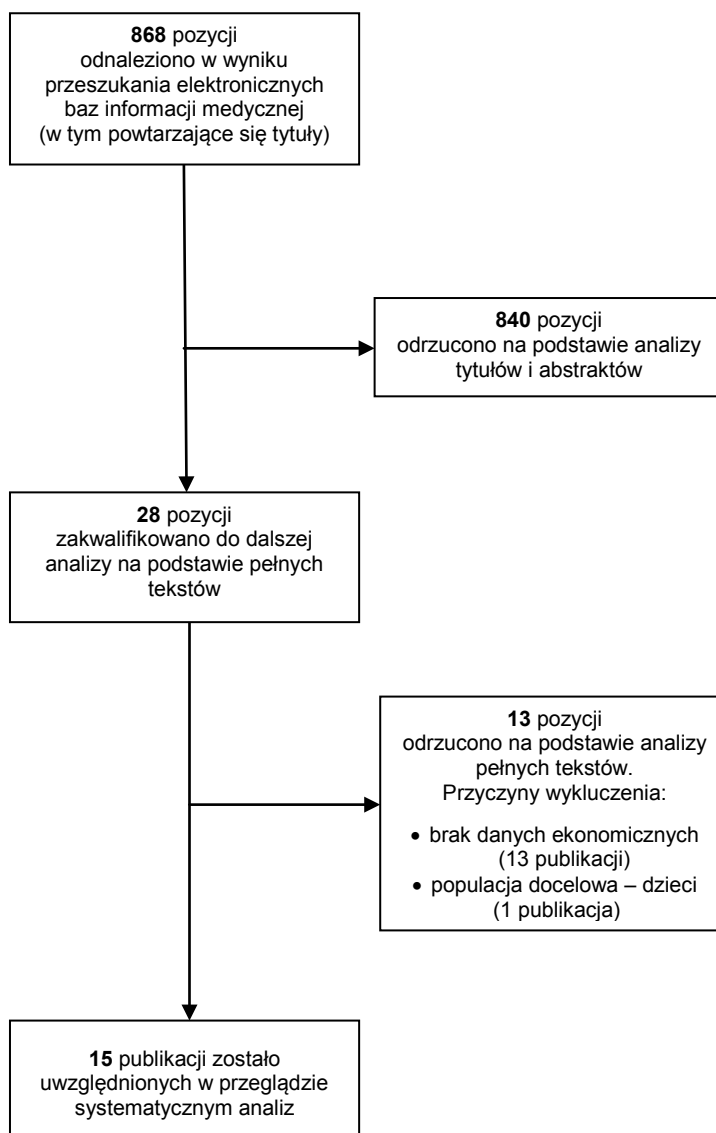 868 pozycji
odnaleziono w wyniku
przeszukania elektronicznych
baz informacji medycznej
(w tym powtarzające się tytuły)
840 pozycji
odrzucono na podstawie analizy
tytułów i abstraktów
28 pozycji
zakwalifikowano do dalszej
analizy na podstawie pełnych
tekstów
13 pozycji
odrzucono na podstawie analizy
pełnych tekstów.
Przyczyny wykluczenia:
• brak danych ekonomicznych
(13 publikacji)
• populacja docelowa – dzieci
(1 publikacja)
15 publikacji zostało
uwzględnionych w przeglądzie
systematycznym analiz